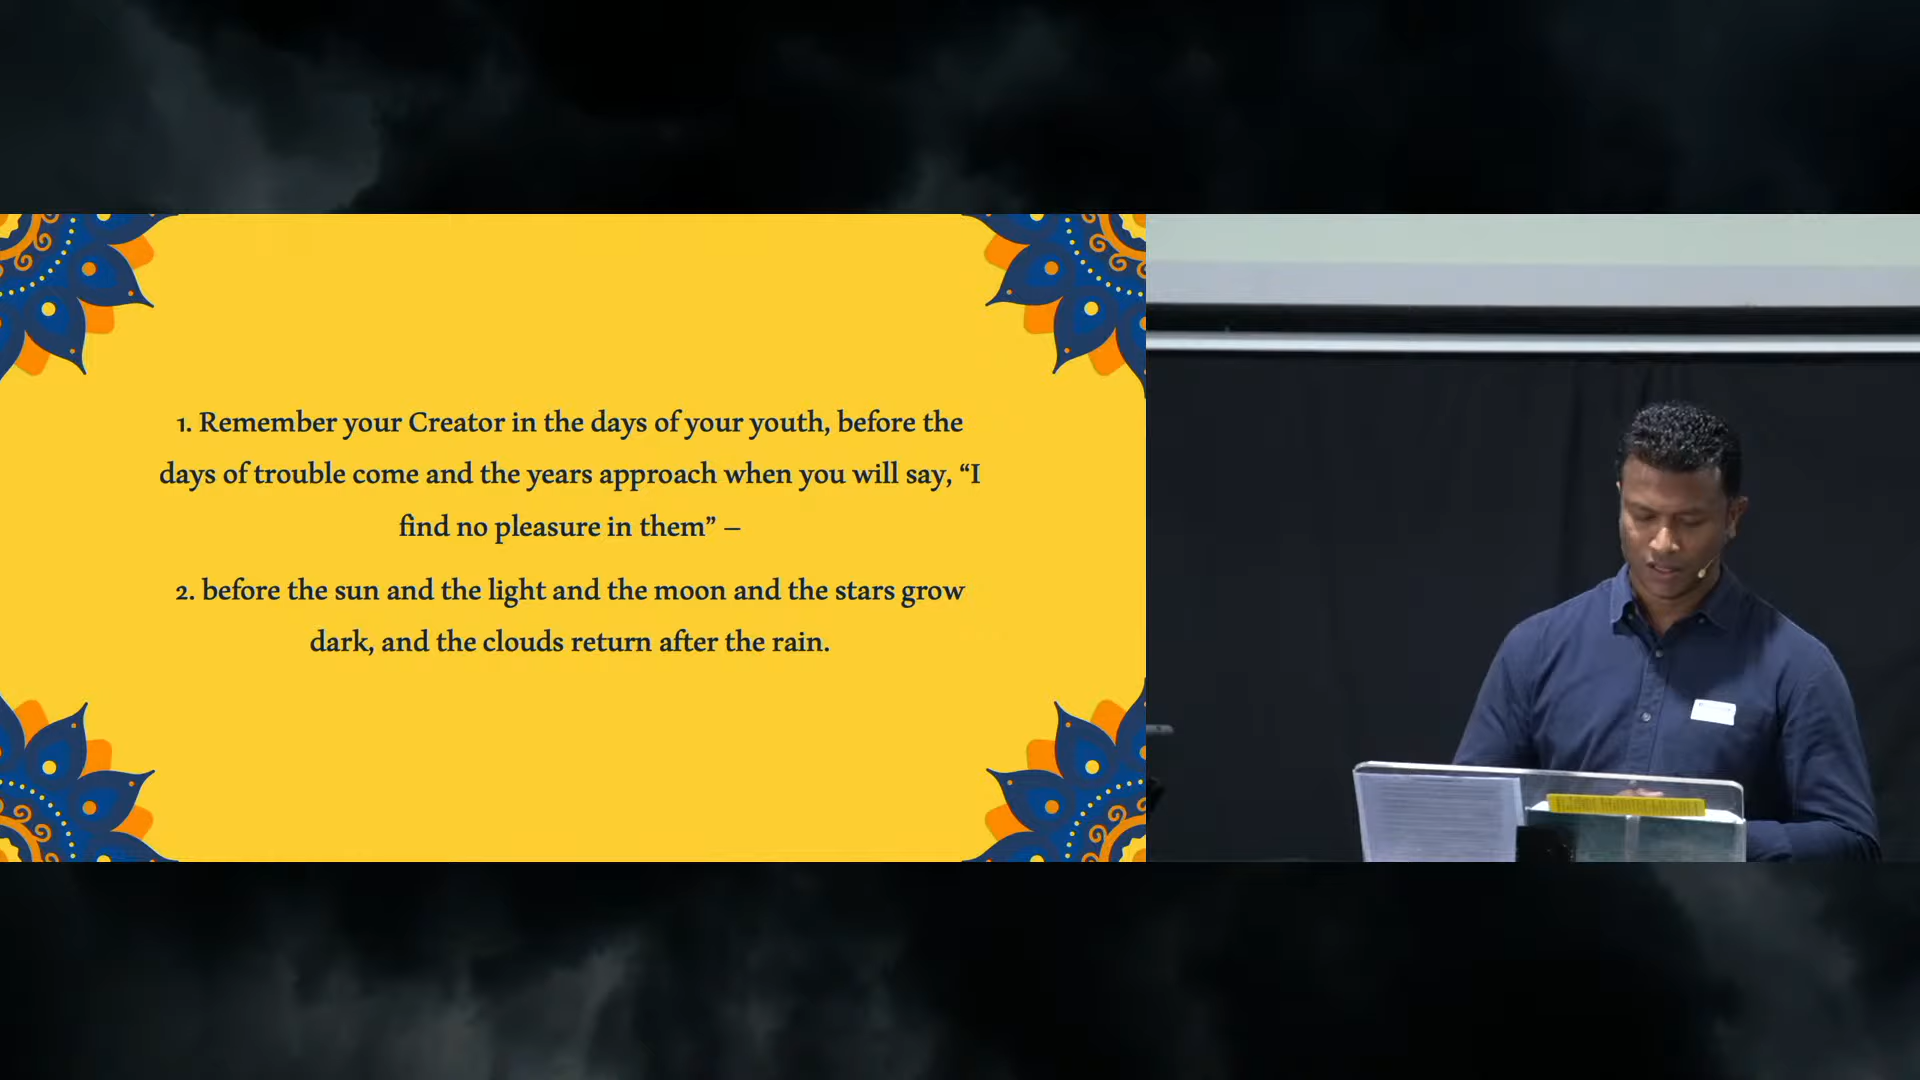 1. Remember your Creator in the days of your youth, before the
days of trouble come and the years approach when you will say, “I
find no pleasure in them” –
2. before the sun and the light and the moon and the stars grow
dark, and the clouds return after the rain.